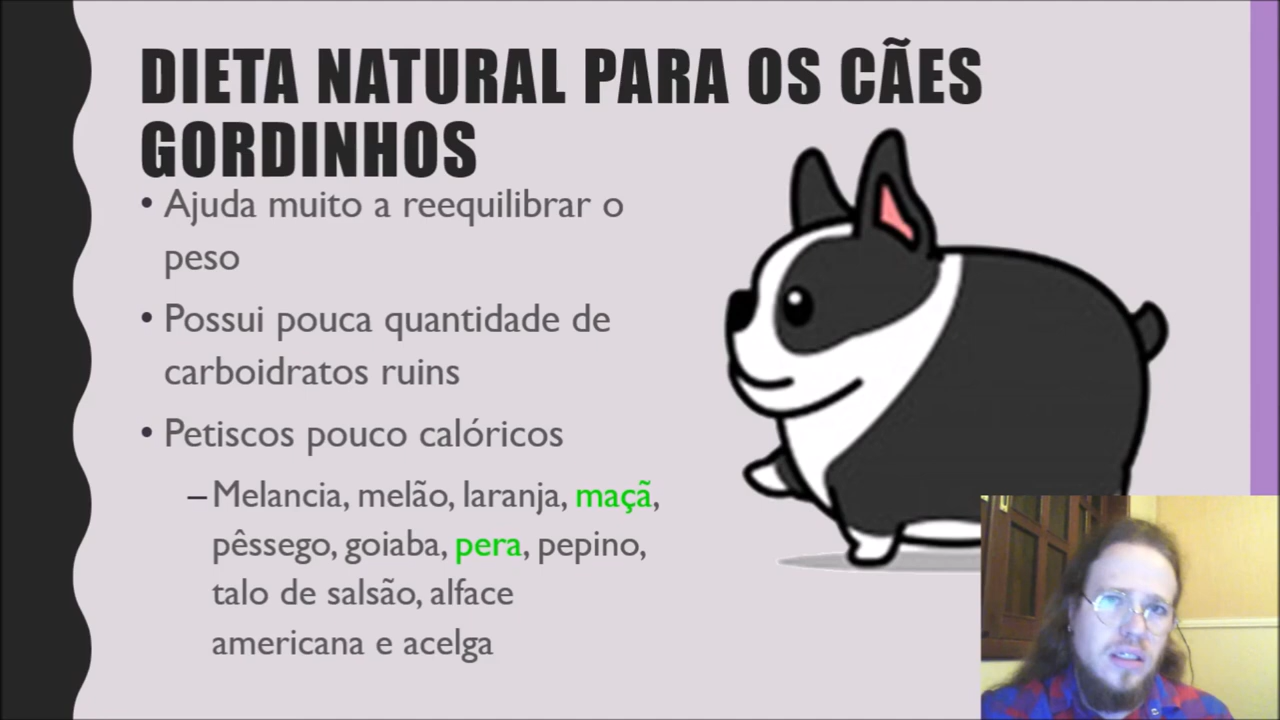 DIETA NATURAL PARA OS CÃES
GORDINHOS
• Ajuda muito a reequilibrar o
peso
• Possui pouca quantidade de
carboidratos ruins
• Petiscos pouco calóricos
– Melancia, melão, laranja, maçã,
pêssego, goiaba, pera, pepino,
talo de salsão, alface
americana e acelga